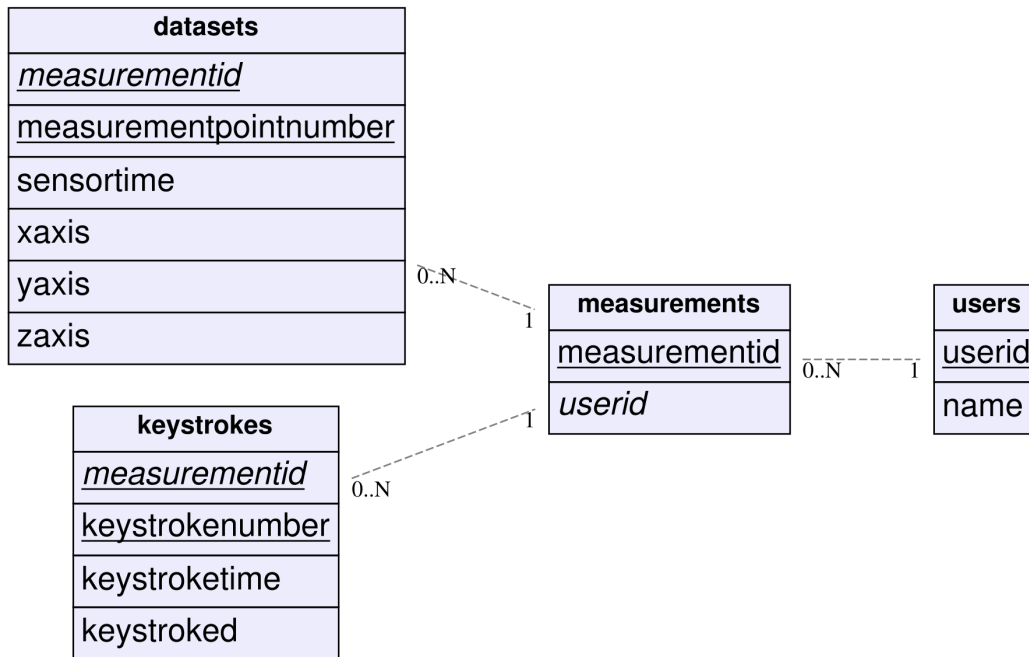 datasets
measurementid
measurementpointnumber
sensortime
xaxis
yaxis
zaxis
0..N
1
measurements
measurementid
userid
0..N
1
users
userid
name
keystrokes
measurementid
keystrokenumber
keystroketime
keystroked
0..N
1